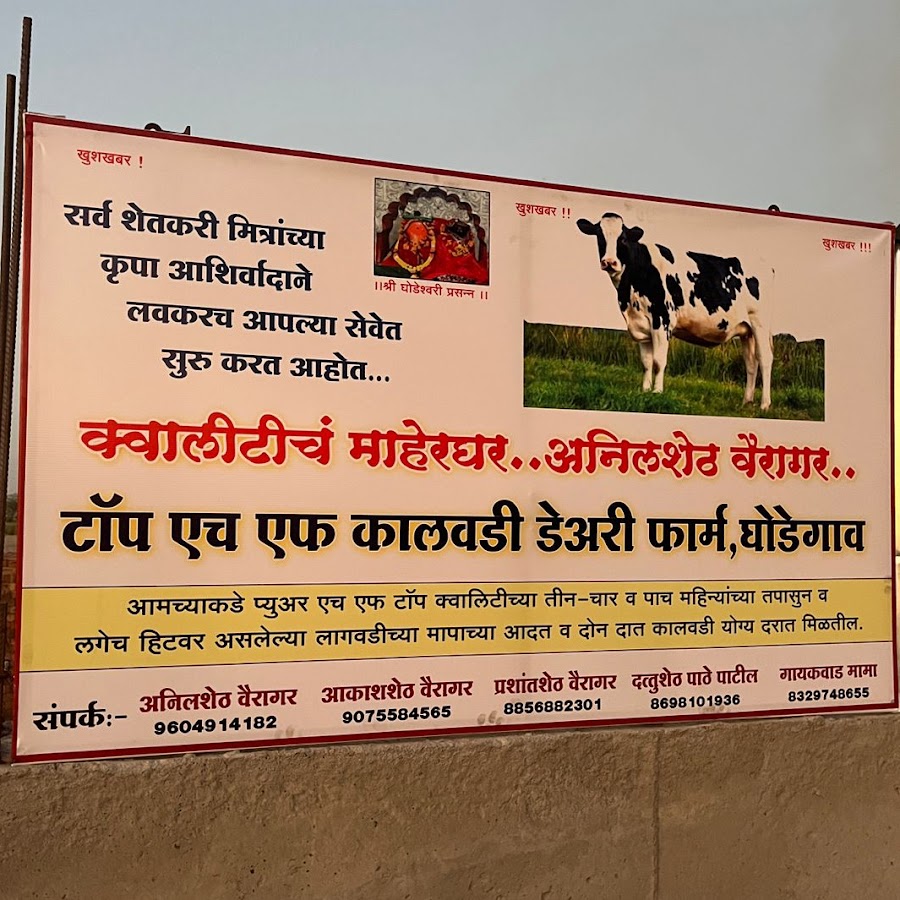 खुशखबर !
खुशखबर !!
खुशखबर !!!
सर्व शेतकरी मित्रांच्या
कृपा आशिर्वादाने
लवकरच आपल्या सेवेत
सुरु करत आहोत...
।।श्री घोडेश्वरी प्रसन्न ।।
क्वालीटीचं माहेरघर..अनिलशेठ वैरागर..
टॉप एच एफ कालवडी डेअरी फार्म,घोडेगाव
आमच्याकडे प्युअर एच एफ टॉप क्वालिटीच्या तीन-चार व पाच महिन्यांच्या तपासुन व
लगेच हिटवर असलेल्या लागवडीच्या मापाच्या आदत व दोन दात कालवडी योग्य दरात मिळतील.
संपर्क:- अनिलशेठ वैरागर आकाशशेठ वैरागर प्रशांतशेठ वैरागर दत्तुशेठ पाठे पाटील गायकवाड मामा
9604914182 9075584565 8856882301 8698101936 8329748655